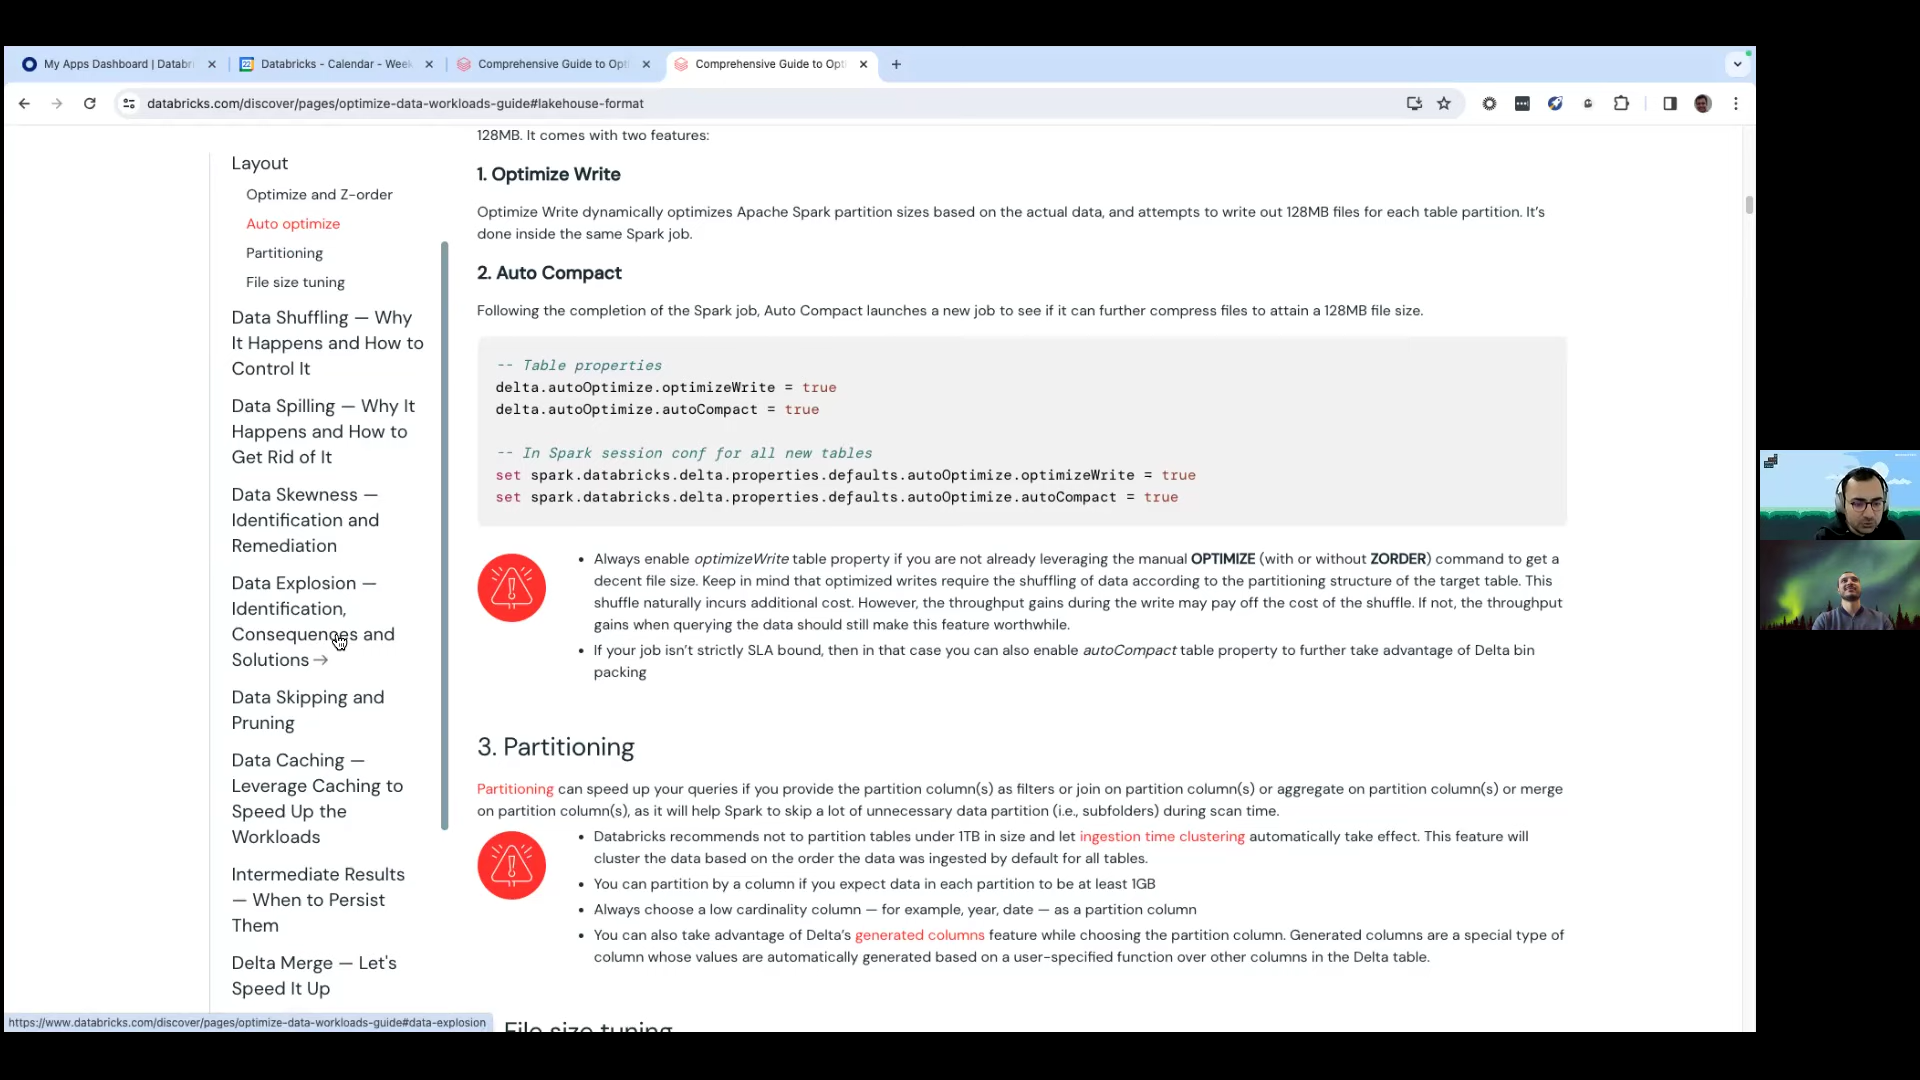 My Apps Dashboard | Databri
Databricks - Calendar - Week
Comprehensive Guide to Opti
Comprehensive Guide to Opti
databricks.com/discover/pages/optimize-data-workloads-guide#lakehouse-format
Layout
Optimize and Z-order
Auto optimize
Partitioning
File size tuning
Data Shuffling — Why
It Happens and How to
Control It
Data Spilling — Why It
Happens and How to
Get Rid of It
Data Skewness —
Identification and
Remediation
Data Explosion —
Identification,
Consequences and
Solutions →
Data Skipping and
Pruning
Data Caching —
Leverage Caching to
Speed Up the
Workloads
Intermediate Results
— When to Persist
Them
Delta Merge — Let's
Speed It Up
https://www.databricks.com/discover/pages/optimize-data-workloads-guide#data-explosion
128MB. It comes with two features:
1. Optimize Write
Optimize Write dynamically optimizes Apache Spark partition sizes based on the actual data, and attempts to write out 128MB files for each table partition. It's
done inside the same Spark job.
2. Auto Compact
Following the completion of the Spark job, Auto Compact launches a new job to see if it can further compress files to attain a 128MB file size.
-- Table properties
delta.autoOptimize.optimizeWrite = true
delta.autoOptimize.autoCompact = true
-- In Spark session conf for all new tables
set spark.databricks.delta.properties.defaults.autoOptimize.optimizeWrite = true
set spark.databricks.delta.properties.defaults.autoOptimize.autoCompact = true
• Always enable optimizeWrite table property if you are not already leveraging the manual OPTIMIZE (with or without ZORDER) command to get a
decent file size. Keep in mind that optimized writes require the shuffling of data according to the partitioning structure of the target table. This
shuffle naturally incurs additional cost. However, the throughput gains during the write may pay off the cost of the shuffle. If not, the throughput
gains when querying the data should still make this feature worthwhile.
• If your job isn't strictly SLA bound, then in that case you can also enable autoCompact table property to further take advantage of Delta bin
packing
3. Partitioning
Partitioning can speed up your queries if you provide the partition column(s) as filters or join on partition column(s) or aggregate on partition column(s) or merge
on partition column(s), as it will help Spark to skip a lot of unnecessary data partition (i.e., subfolders) during scan time.
• Databricks recommends not to partition tables under 1TB in size and let ingestion time clustering automatically take effect. This feature will
cluster the data based on the order the data was ingested by default for all tables.
• You can partition by a column if you expect data in each partition to be at least 1GB
• Always choose a low cardinality column — for example, year, date — as a partition column
• You can also take advantage of Delta's generated columns feature while choosing the partition column. Generated columns are a special type of
column whose values are automatically generated based on a user-specified function over other columns in the Delta table.
File size tuning